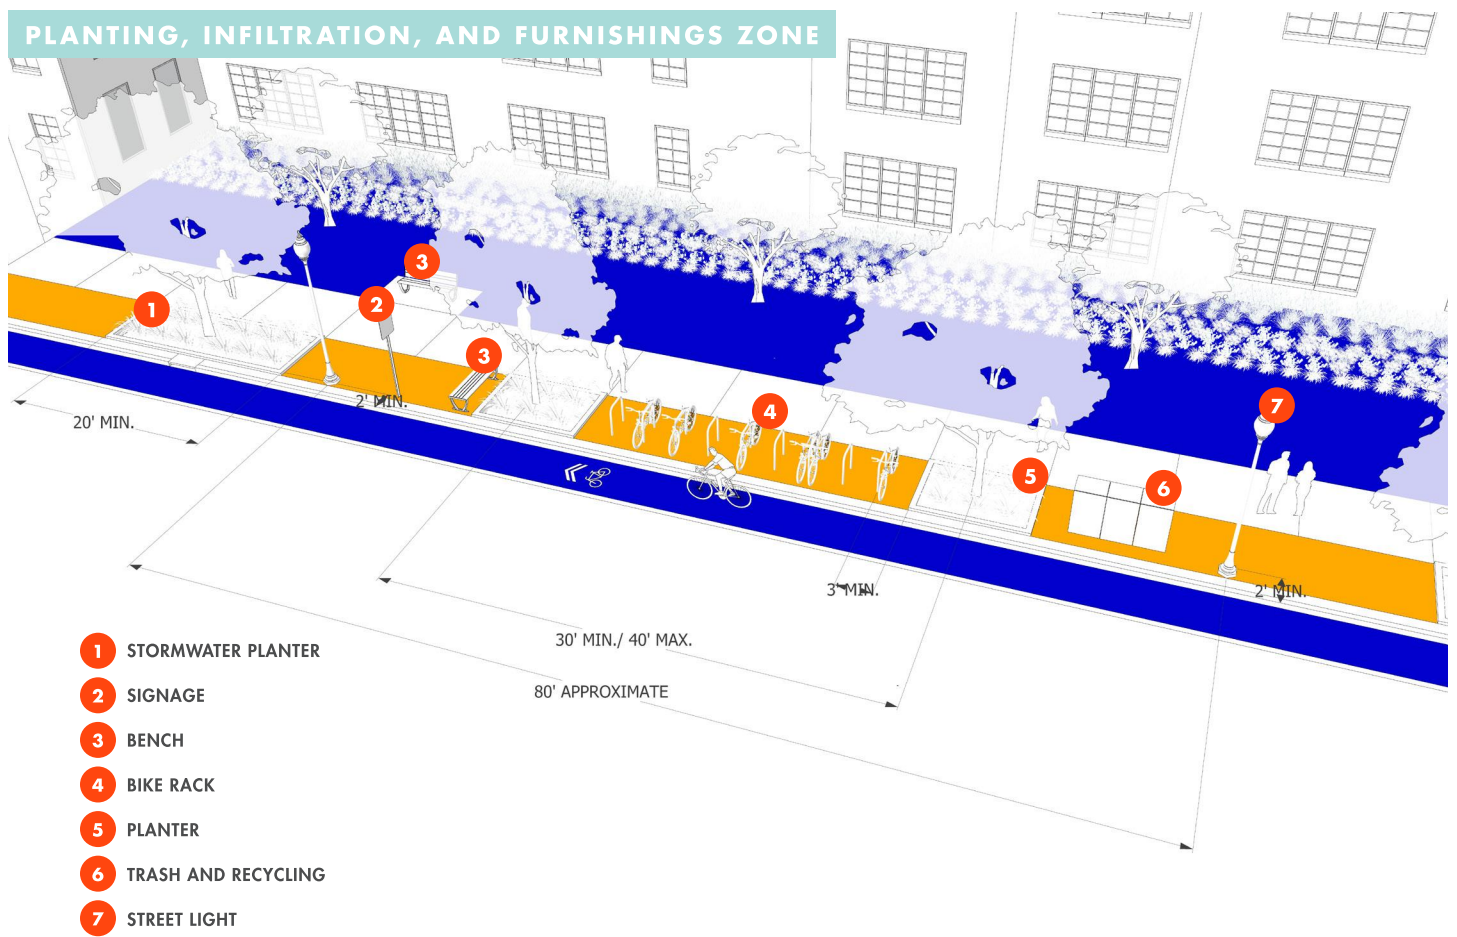 PLANTING, INFILTRATION, AND FURNISHINGS ZONE
3
1
2
3
2' MIN.
4
7
20' MIN.
5
6
3' MIN.
2' MIN.
30' MIN./ 40' MAX.
80' APPROXIMATE
1 STORMWATER PLANTER
2 SIGNAGE
3 BENCH
4 BIKE RACK
5 PLANTER
6 TRASH AND RECYCLING
7 STREET LIGHT